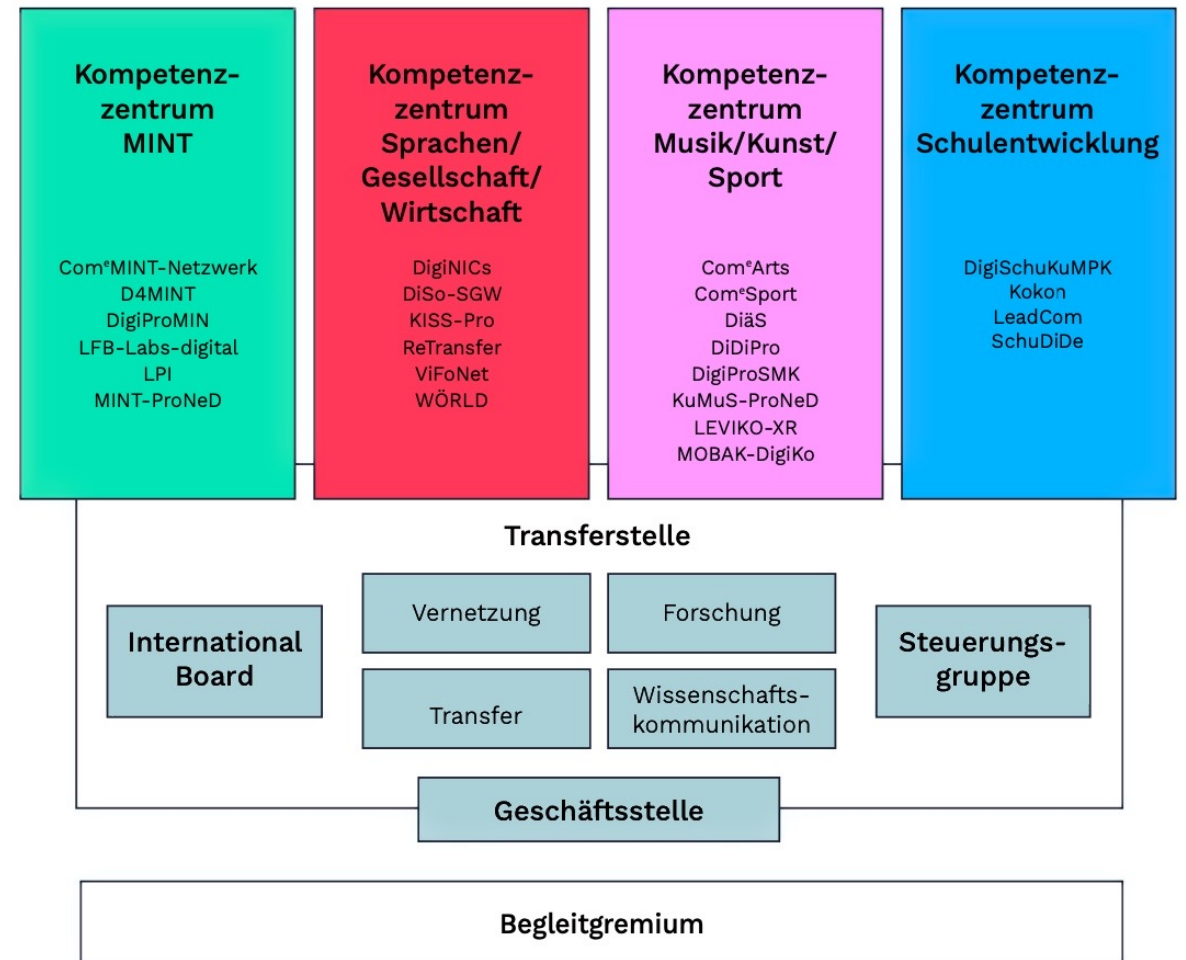 Kompetenz-
zentrum
MINT
ComᵉMINT-Netzwerk
D4MINT
DigiProMIN
LFB-Labs-digital
LPI
MINT-ProNeD
Kompetenz-
zentrum
Sprachen/
Gesellschaft/
Wirtschaft
DigiNICs
DiSo-SGW
KISS-Pro
ReTransfer
ViFoNet
WÖRLD
Kompetenz-
zentrum
Musik/Kunst/
Sport
ComᵉArts
ComᵉSport
DiäS
DiDiPro
DigiProSMK
KuMuS-ProNeD
LEVIKO-XR
MOBAK-DigiKo
Kompetenz-
zentrum
Schulentwicklung
DigiSchuKuMPK
Kokon
LeadCom
SchuDiDe
Transferstelle
International
Board
Vernetzung
Forschung
Transfer
Wissenschafts-
kommunikation
Steuerungs-
gruppe
Geschäftsstelle
Begleitgremium